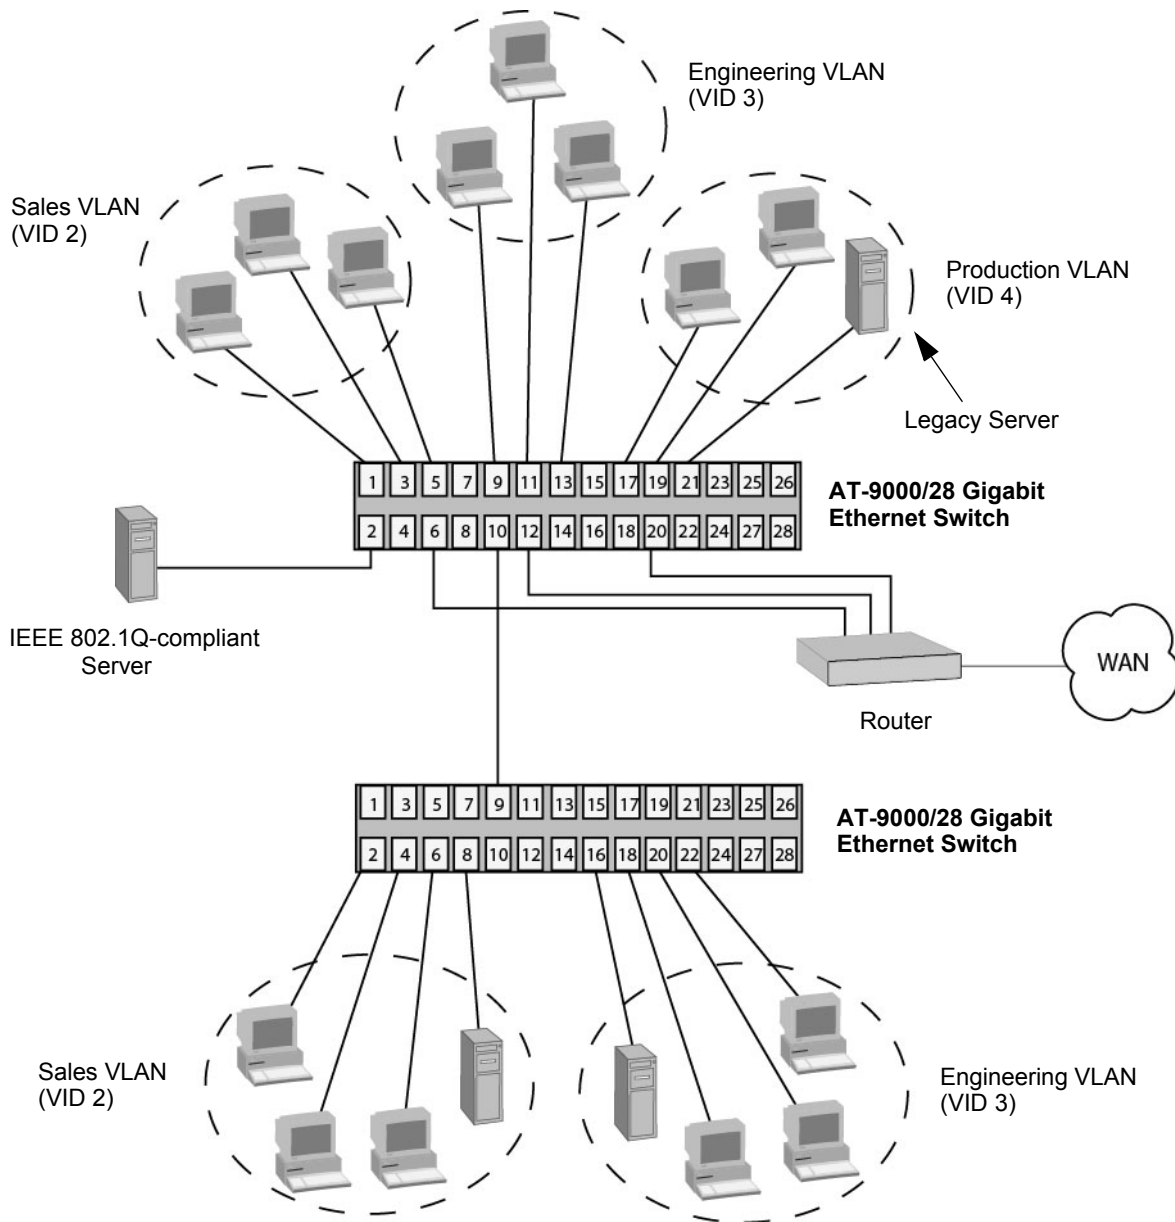 Engineering VLAN
(VID 3)
Sales VLAN
(VID 2)
Production VLAN
(VID 4)
Legacy Server
1 3 5 7 9 11 13 15 17 19 21 23 25 26
2 4 6 8 10 12 14 16 18 20 22 24 27 28
AT-9000/28 Gigabit
Ethernet Switch
IEEE 802.1Q-compliant
Server
WAN
Router
1 3 5 7 9 11 13 15 17 19 21 23 25 26
2 4 6 8 10 12 14 16 18 20 22 24 27 28
AT-9000/28 Gigabit
Ethernet Switch
Sales VLAN
(VID 2)
Engineering VLAN
(VID 3)